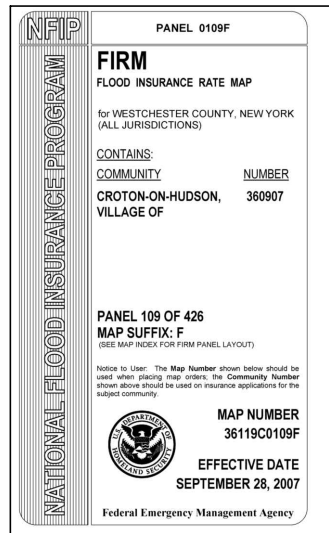 NFIP
NATIONAL FLOOD INSURANCE PROGRAM
PANEL 0109F
FIRM
FLOOD INSURANCE RATE MAP
for WESTCHESTER COUNTY, NEW YORK
(ALL JURISDICTIONS)
CONTAINS:
COMMUNITY NUMBER
CROTON-ON-HUDSON, 360907
VILLAGE OF
PANEL 109 OF 426
MAP SUFFIX: F
(SEE MAP INDEX FOR FIRM PANEL LAYOUT)
Notice to User: The Map Number shown below should be
used when placing map orders; the Community Number
shown above should be used on insurance applications for the
subject community.
U.S. DEPARTMENT OF
HOMELAND SECURITY
MAP NUMBER
36119C0109F
EFFECTIVE DATE
SEPTEMBER 28, 2007
Federal Emergency Management Agency